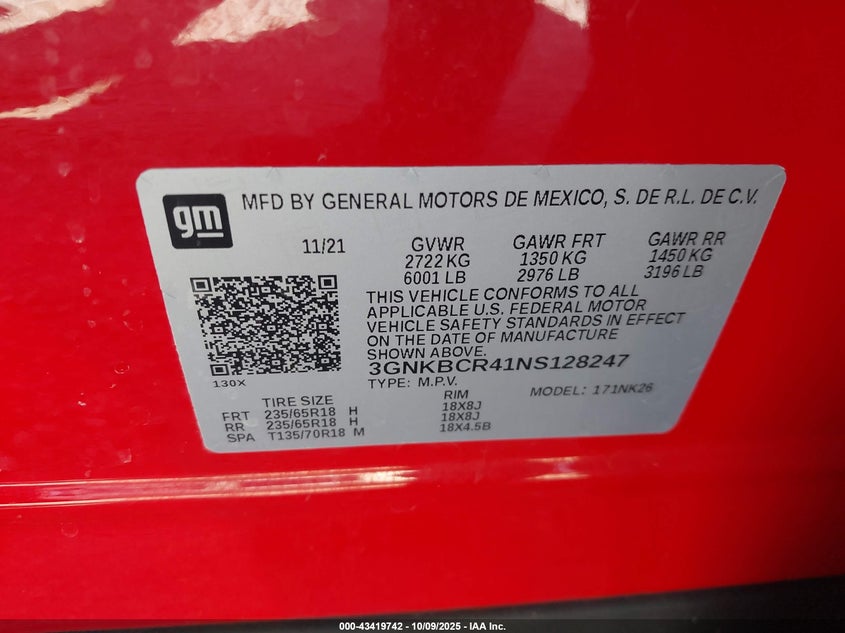 gm
MFD BY GENERAL MOTORS DE MEXICO, S. DE R.L. DE C.V.
11/21 GVWR GAWR FRT GAWR RR
2722 KG 1350 KG 1450 KG
6001 LB 2976 LB 3196 LB
THIS VEHICLE CONFORMS TO ALL
APPLICABLE U.S. FEDERAL MOTOR
VEHICLE SAFETY STANDARDS IN EFFECT
ON THE DATE OF MANUFACTURE
SHOWN ABOVE.
3GNKBCR41NS128247
130X
TYPE: M.P.V. MODEL: 171NK26
TIRE SIZE RIM
FRT 235/65R18 H 18X8J
RR 235/65R18 H 18X8J
SPA T135/70R18 M 18X4.5B
000-43419742 - 10/09/2025 - IAA Inc.